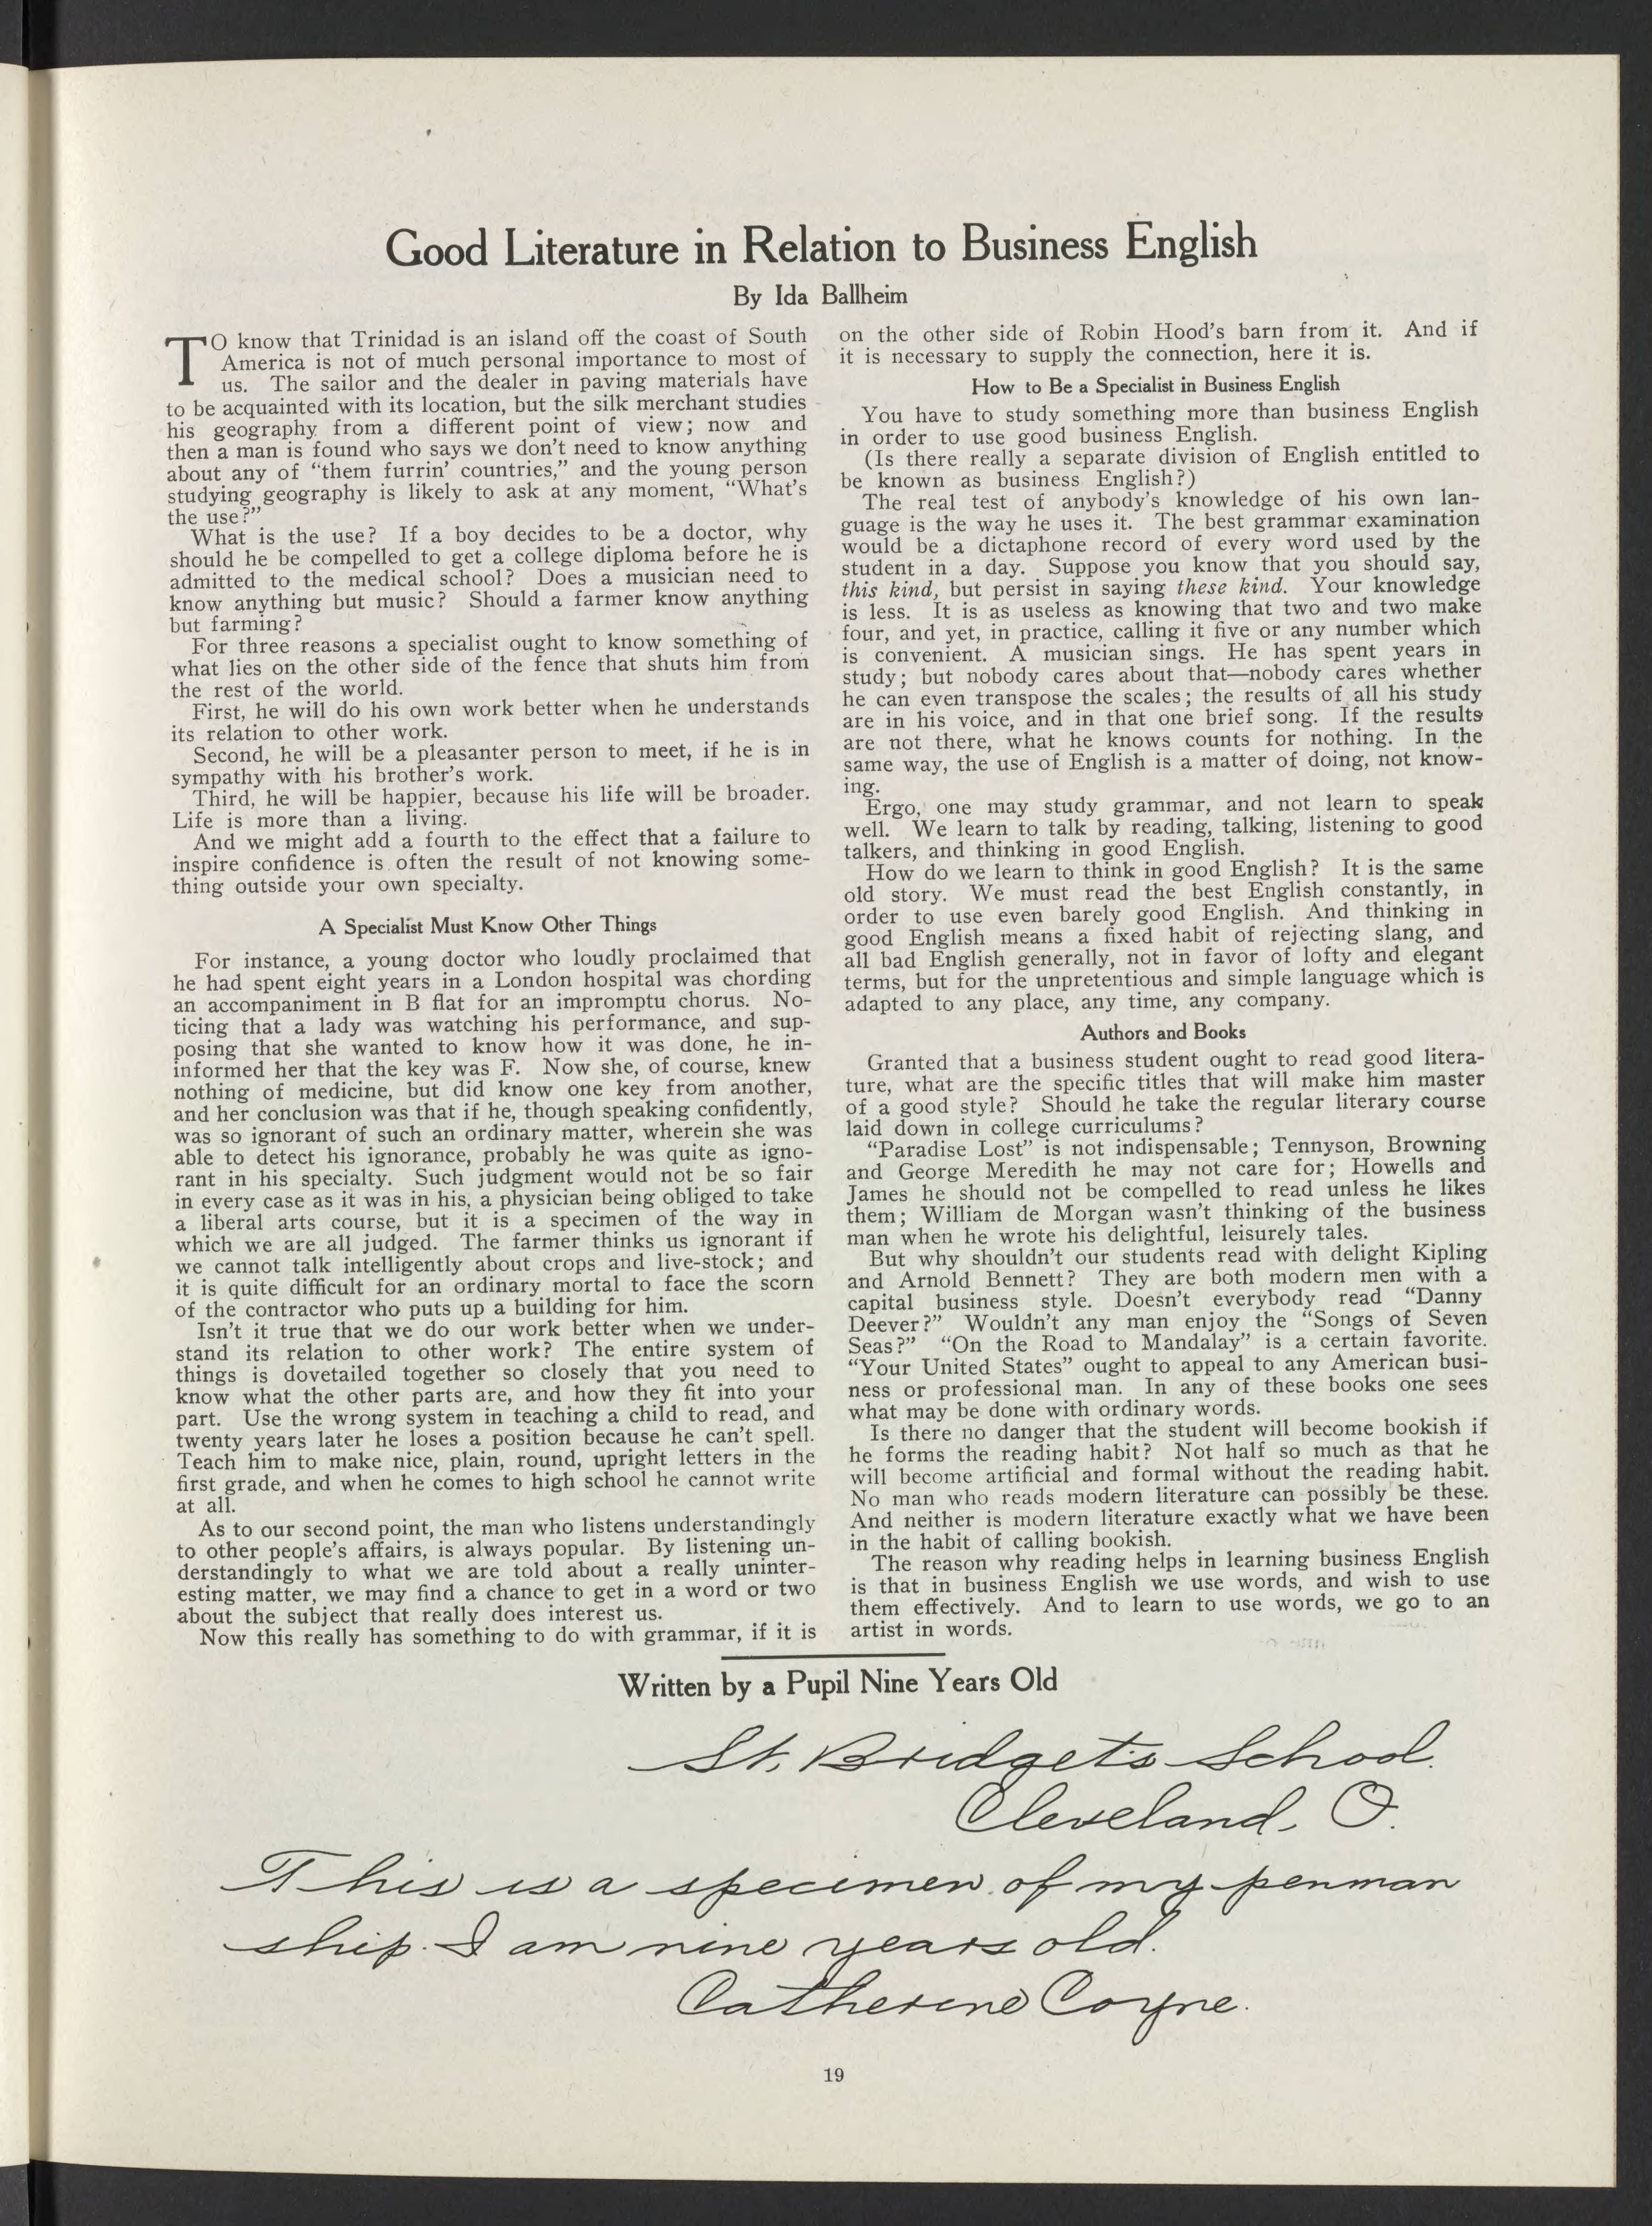 Good Literature in Relation to Business English
By Ida Ballheim
TO know that Trinidad is an island off the coast of South
America is not of much personal importance to most of
us. The sailor and the dealer in paving materials have
to be acquainted with its location, but the silk merchant studies
his geography from a different point of view; now and
then a man is found who says we don't need to know anything
about any of "them furrin' countries," and the young person
studying geography is likely to ask at any moment, "What's
the use?"
What is the use? If a boy decides to be a doctor, why
should he be compelled to get a college diploma before he is
admitted to the medical school? Does a musician need to
know anything but music? Should a farmer know anything
but farming?
For three reasons a specialist ought to know something of
what lies on the other side of the fence that shuts him from
the rest of the world.
First, he will do his own work better when he understands
its relation to other work.
Second, he will be a pleasanter person to meet, if he is in
sympathy with his brother's work.
Third, he will be happier, because his life will be broader.
Life is more than a living.
And we might add a fourth to the effect that a failure to
inspire confidence is often the result of not knowing some-
thing outside your own specialty.
A Specialist Must Know Other Things
For instance, a young doctor who loudly proclaimed that
he had spent eight years in a London hospital was chording
an accompaniment in B flat for an impromptu chorus. No-
ticing that a lady was watching his performance, and sup-
posing that she wanted to know how it was done, he in-
informed her that the key was F. Now she, of course, knew
nothing of medicine, but did know one key from another,
and her conclusion was that if he, though speaking confidently,
was so ignorant of such an ordinary matter, wherein she was
able to detect his ignorance, probably he was quite as igno-
rant in his specialty. Such judgment would not be so fair
in every case as it was in his, a physician being obliged to take
a liberal arts course, but it is a specimen of the way in
which we are all judged. The farmer thinks us ignorant if
we cannot talk intelligently about crops and live-stock; and
it is quite difficult for an ordinary mortal to face the scorn
of the contractor who puts up a building for him.
Isn't it true that we do our work better when we under-
stand its relation to other work? The entire system of
things is dovetailed together so closely that you need to
know what the other parts are, and how they fit into your
part. Use the wrong system in teaching a child to read, and
twenty years later he loses a position because he can't spell.
Teach him to make nice, plain, round, upright letters in the
first grade, and when he comes to high school he cannot write
at all.
As to our second point, the man who listens understandingly
to other people's affairs, is always popular. By listening un-
derstandingly to what we are told about a really uninter-
esting matter, we may find a chance to get in a word or two
about the subject that really does interest us.
Now this really has something to do with grammar, if it is
on the other side of Robin Hood's barn from it. And if
it is necessary to supply the connection, here it is.
How to Be a Specialist in Business English
You have to study something more than business English
in order to use good business English.
(Is there really a separate division of English entitled to
be known as business English?)
The real test of anybody's knowledge of his own lan-
guage is the way he uses it. The best grammar examination
would be a dictaphone record of every word used by the
student in a day. Suppose you know that you should say,
this kind, but persist in saying these kind. Your knowledge
is less. It is as useless as knowing that two and two make
four, and yet, in practice, calling it five or any number which
is convenient. A musician sings. He has spent years in
study; but nobody cares about that—nobody cares whether
he can even transpose the scales; the results of all his study
are in his voice, and in that one brief song. If the results
are not there, what he knows counts for nothing. In the
same way, the use of English is a matter of doing, not know-
ing.
Ergo, one may study grammar, and not learn to speak
well. We learn to talk by reading, talking, listening to good
talkers, and thinking in good English.
How do we learn to think in good English? It is the same
old story. We must read the best English constantly, in
order to use even barely good English. And thinking in
good English means a fixed habit of rejecting slang, and
all bad English generally, not in favor of lofty and elegant
terms, but for the unpretentious and simple language which is
adapted to any place, any time, any company.
Authors and Books
Granted that a business student ought to read good litera-
ture, what are the specific titles that will make him master
of a good style? Should he take the regular literary course
laid down in college curriculums?
"Paradise Lost" is not indispensable; Tennyson, Browning
and George Meredith he may not care for; Howells and
James he should not be compelled to read unless he likes
them; William de Morgan wasn't thinking of the business
man when he wrote his delightful, leisurely tales.
But why shouldn't our students read with delight Kipling
and Arnold Bennett? They are both modern men with a
capital business style. Doesn't everybody read "Danny
Deever?" Wouldn't any man enjoy the "Songs of Seven
Seas?" "On the Road to Mandalay" is a certain favorite.
"Your United States" ought to appeal to any American busi-
ness or professional man. In any of these books one sees
what may be done with ordinary words.
Is there no danger that the student will become bookish if
he forms the reading habit? Not half so much as that he
will become artificial and formal without the reading habit.
No man who reads modern literature can possibly be these.
And neither is modern literature exactly what we have been
in the habit of calling bookish.
The reason why reading helps in learning business English
is that in business English we use words, and wish to use
them effectively. And to learn to use words, we go to an
artist in words.
Written by a Pupil Nine Years Old
St. Bridget's School.
Cleveland, O.
This is a specimen of my penman
ship. I am nine years old.
Catherine Coyne.
19